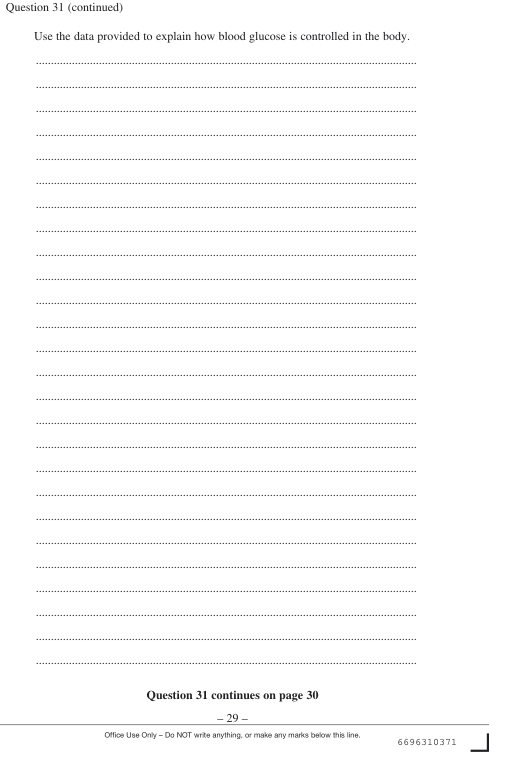 Question 31 (continued)
Use the data provided to explain how blood glucose is controlled in the body.
Question 31 continues on page 30
– 29 –
Office Use Only – Do NOT write anything, or make any marks below this line.
6696310371